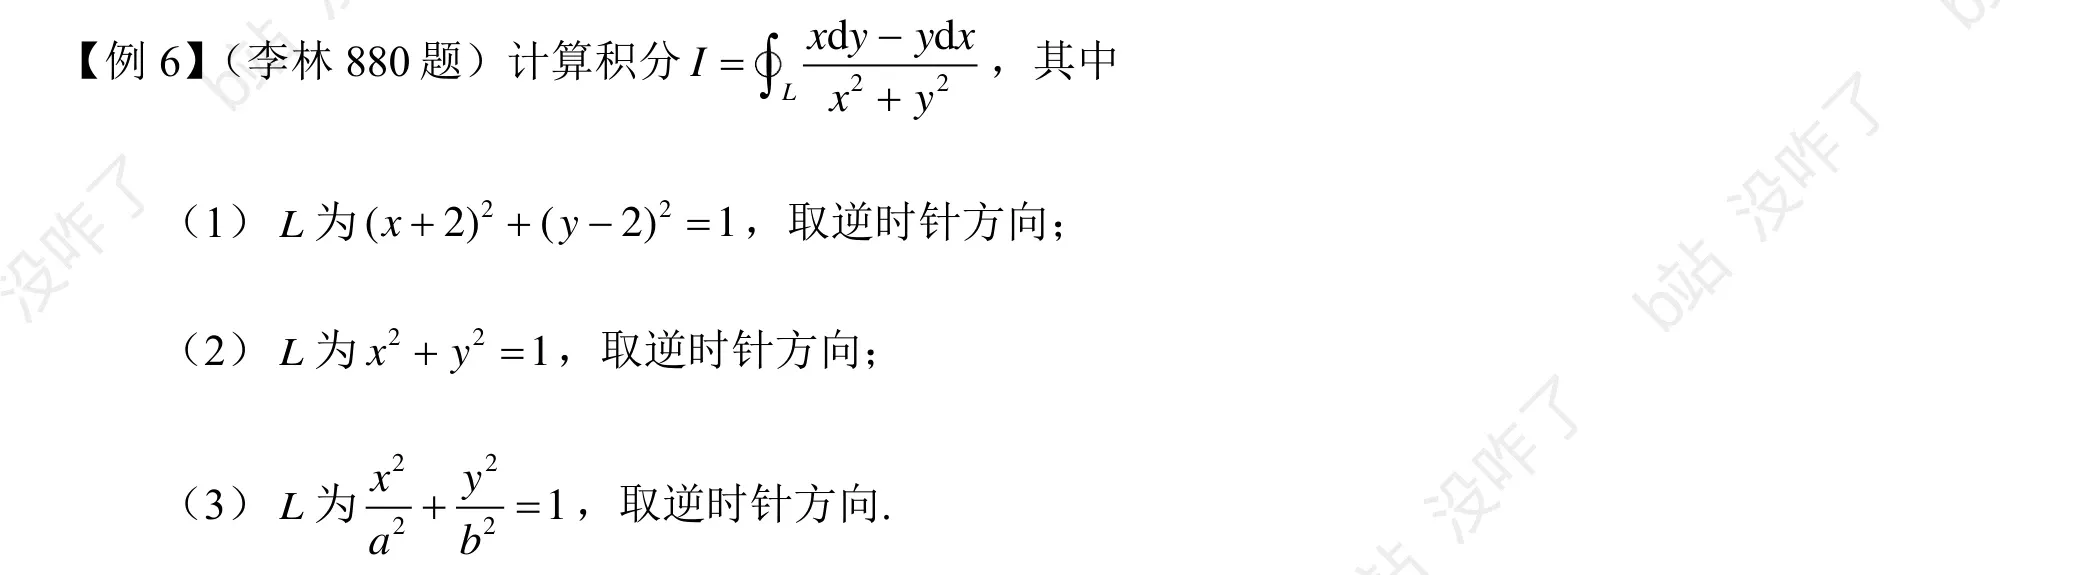 【例 6】（李林 880 题）计算积分 $I = \oint_L \frac{x\mathrm{d}y - y\mathrm{d}x}{x^2 + y^2}$，其中
（1） $L$ 为 $(x+2)^2 + (y-2)^2 = 1$，取逆时针方向；
（2） $L$ 为 $x^2 + y^2 = 1$，取逆时针方向；
（3） $L$ 为 $\frac{x^2}{a^2} + \frac{y^2}{b^2} = 1$，取逆时针方向.
b站 没咋了
没咋了
b站 没咋了
站 没咋了